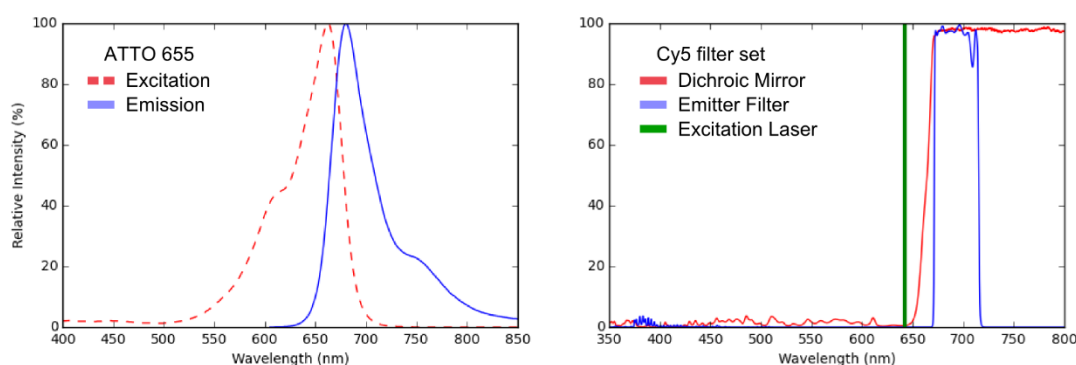 ATTO 655
Excitation
Emission
Relative Intensity (%)
100
80
60
40
20
0
400 450 500 550 600 650 700 750 800 850
Wavelength (nm)
Cy5 filter set
Dichroic Mirror
Emitter Filter
Excitation Laser
100
80
60
40
20
0
350 400 450 500 550 600 650 700 750 800
Wavelength (nm)